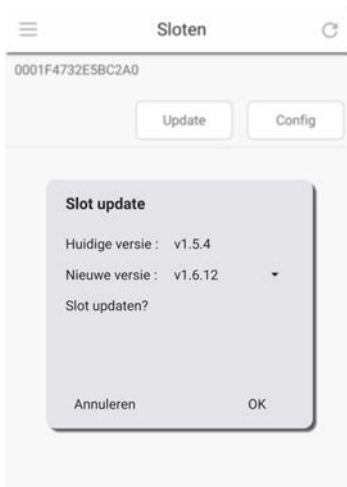 Sloten
0001F4732E5BC2A0
Update Config
Slot update
Huidige versie : v1.5.4
Nieuwe versie : v1.6.12
Slot updaten?
Annuleren OK